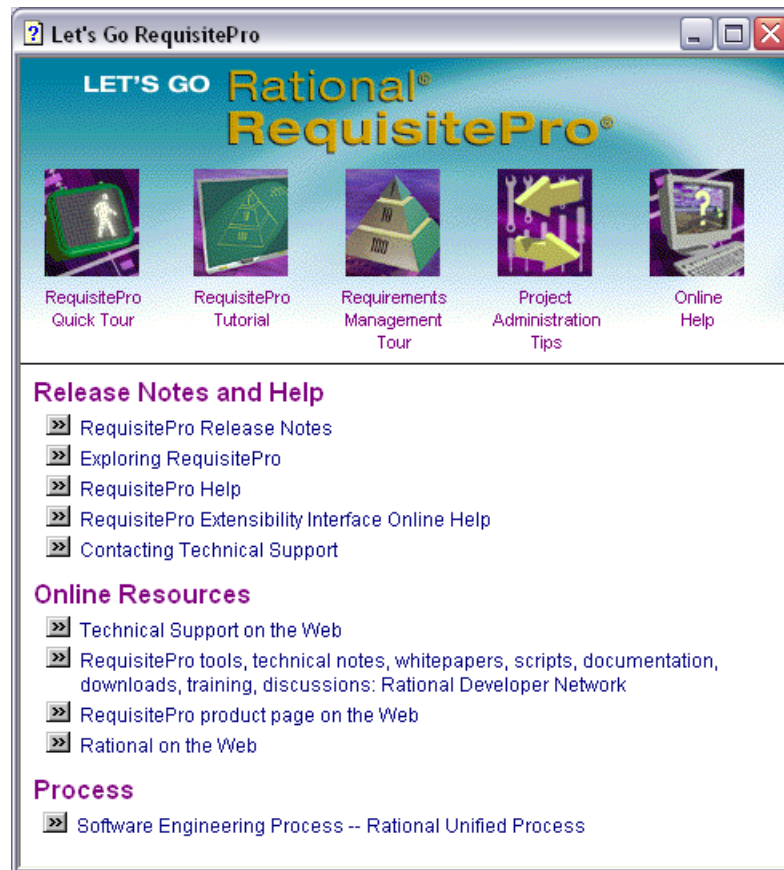 Let's Go RequisitePro
LET'S GO Rational®
RequisitePro®
RequisitePro
Quick Tour
RequisitePro
Tutorial
Requirements
Management
Tour
Project
Administration
Tips
Online
Help
Release Notes and Help
RequisitePro Release Notes
Exploring RequisitePro
RequisitePro Help
RequisitePro Extensibility Interface Online Help
Contacting Technical Support
Online Resources
Technical Support on the Web
RequisitePro tools, technical notes, whitepapers, scripts, documentation,
downloads, training, discussions: Rational Developer Network
RequisitePro product page on the Web
Rational on the Web
Process
Software Engineering Process -- Rational Unified Process